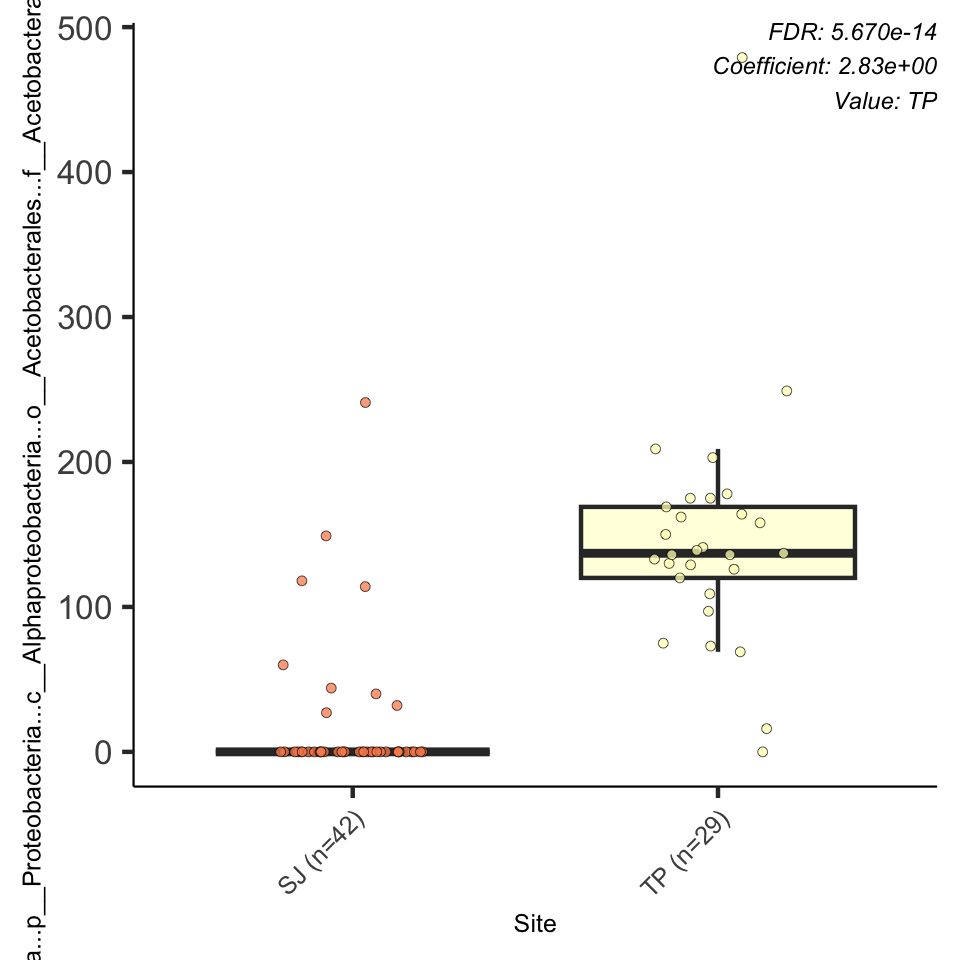 a...p__Proteobacteria...c__Alphaproteobacteria...o__Acetobacterales...f__Acetobactera
500
400
300
200
100
0
FDR: 5.670e-14
Coefficient: 2.83e+00
Value: TP
SJ (n=42)
TP (n=29)
Site